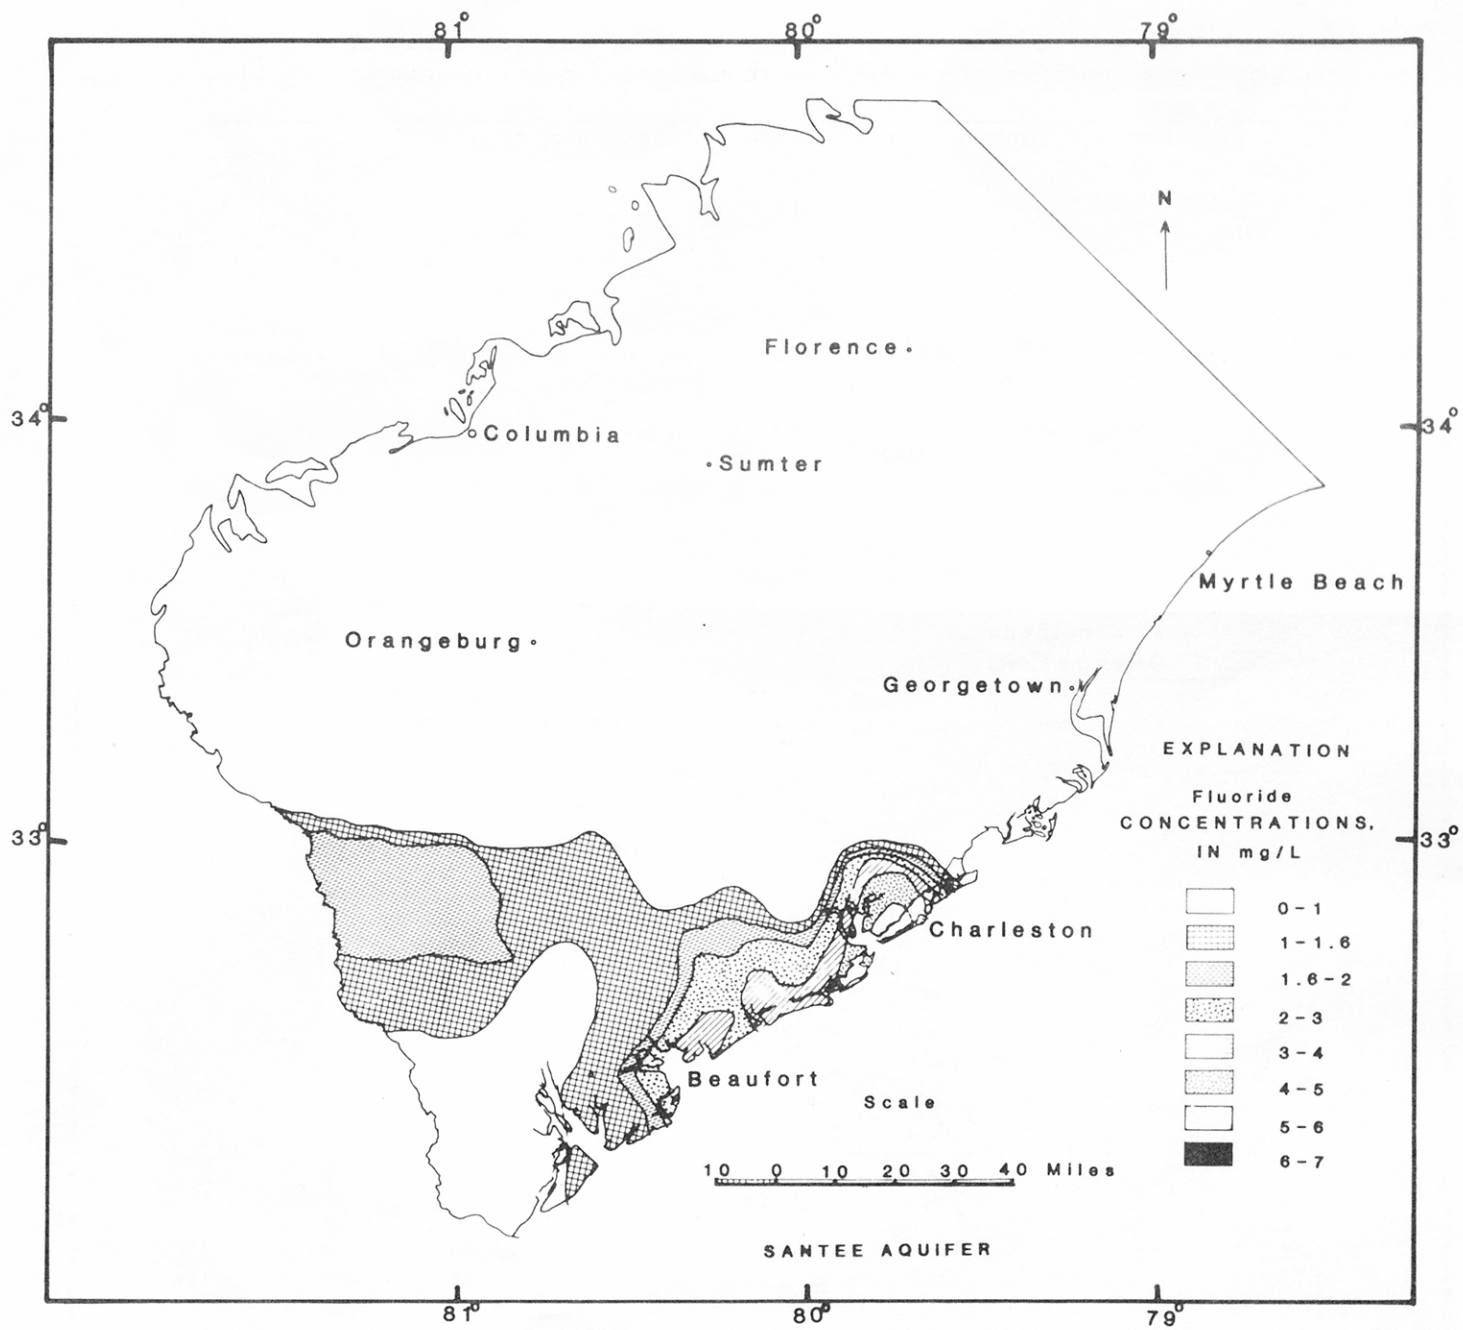 81° 80° 79°
N
Florence
34° 34°
Columbia
Sumter
Myrtle Beach
Orangeburg
Georgetown
EXPLANATION
Fluoride
CONCENTRATIONS,
IN mg/L
33° 33°
0-1
1-1.6
1.6-2
2-3
3-4
4-5
5-6
6-7
Charleston
Beaufort
Scale
10 0 10 20 30 40 Miles
SANTEE AQUIFER
81° 80° 79°